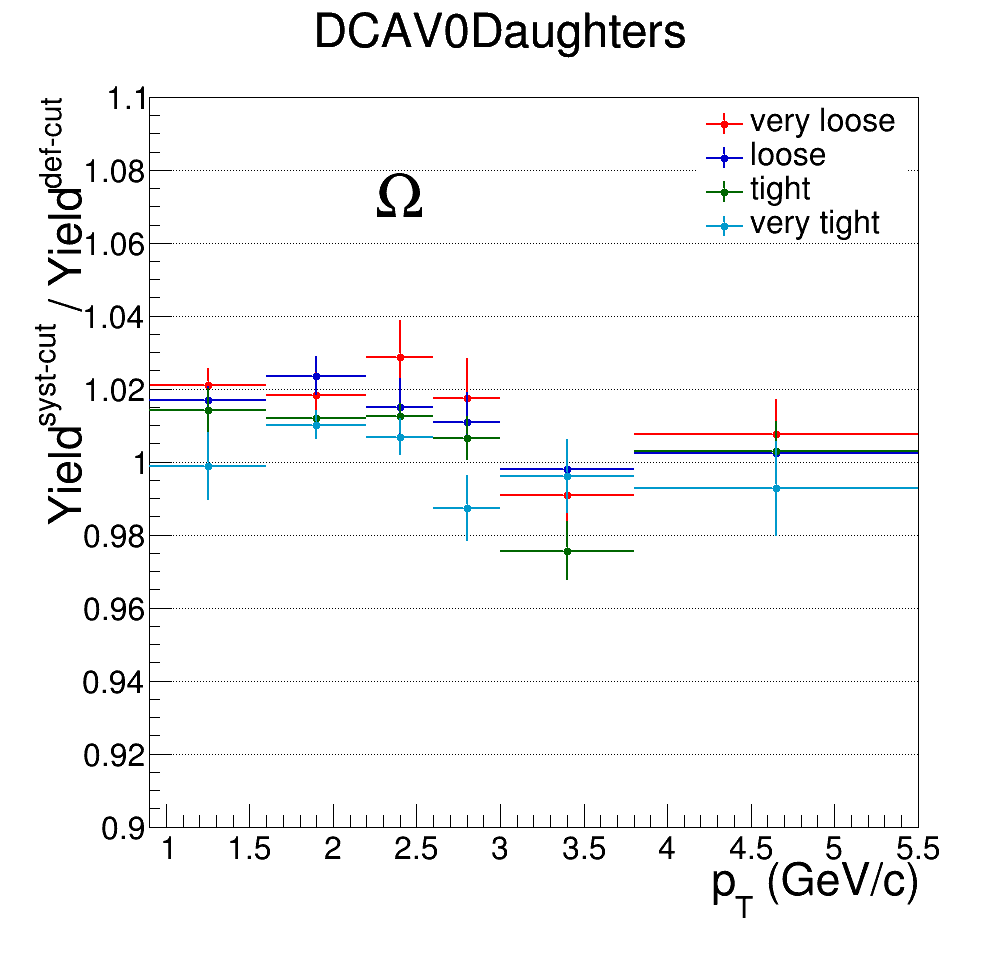 DCAV0Daughters
Yield^syst-cut / Yield^def-cut
1.1
1.08
1.06
1.04
1.02
1
0.98
0.96
0.94
0.92
0.9
Ω
very loose
loose
tight
very tight
1 1.5 2 2.5 3 3.5 4 4.5 5 5.5
p_T (GeV/c)